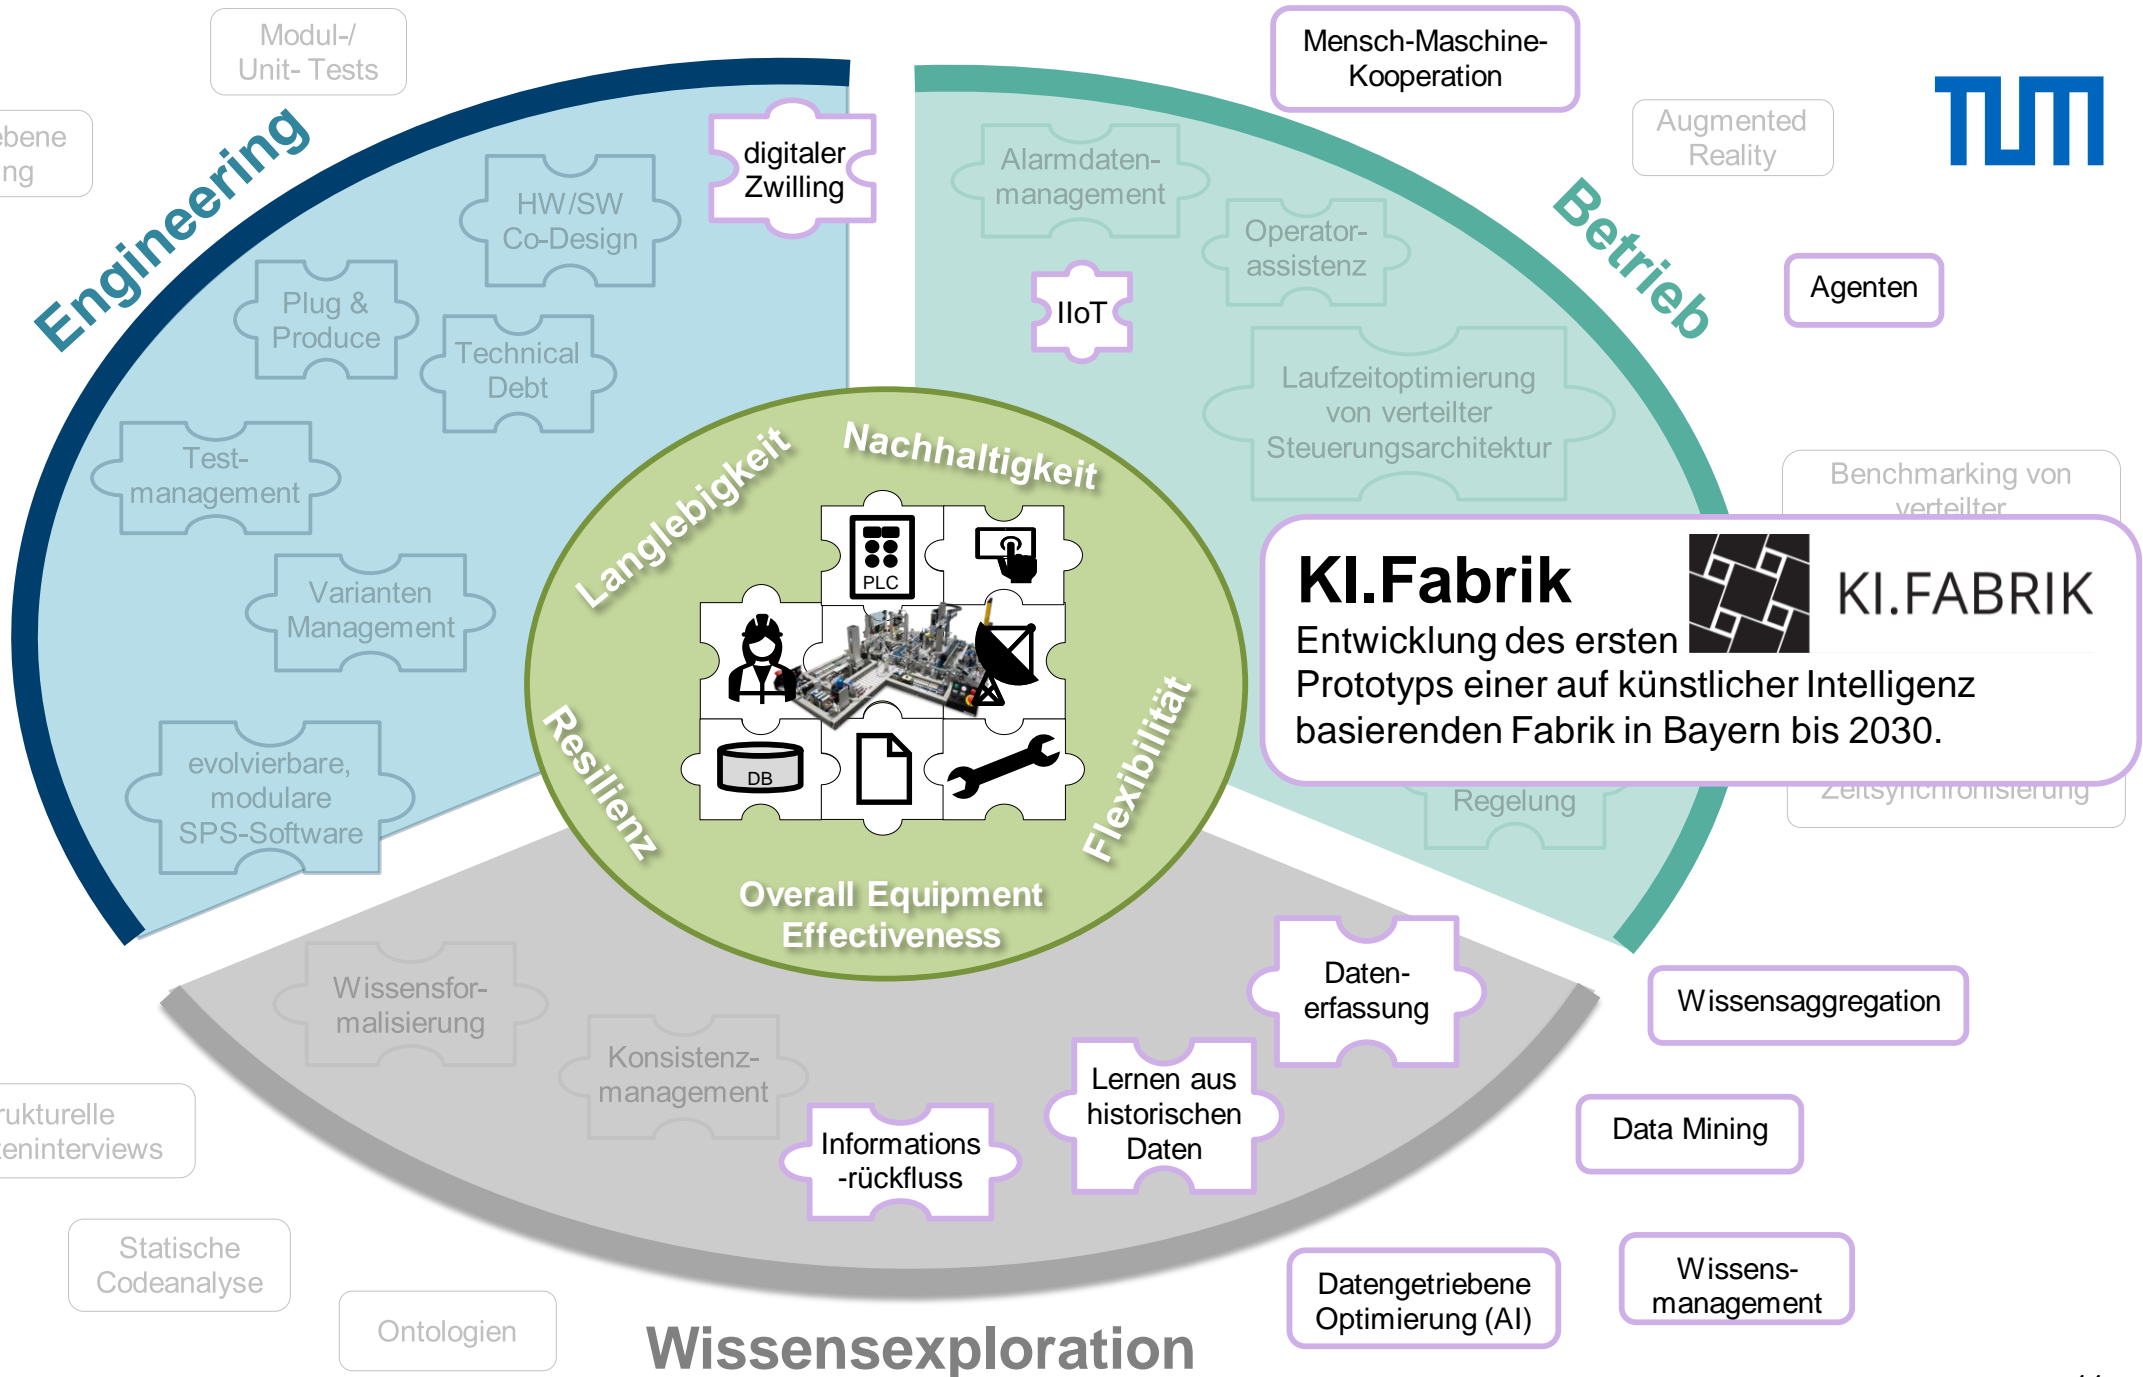 Modul-/
Unit- Tests
Mensch-Maschine-
Kooperation
TUM
Augmented
Reality
Engineering
digitaler
Zwilling
HW/SW
Co-Design
Plug &
Produce
Technical
Debt
Test-
management
Varianten
Management
evolvierbare,
modulare
SPS-Software
Alarmdaten-
management
Operator-
assistenz
IIoT
Betrieb
Agenten
Laufzeitoptimierung
von verteilter
Steuerungsarchitektur
Benchmarking von
verteilter
KI.Fabrik
KI.FABRIK
Entwicklung des ersten
Prototyps einer auf künstlicher Intelligenz
basierenden Fabrik in Bayern bis 2030.
Regelung
Zeitsynchronisierung
Langlebigkeit
Nachhaltigkeit
PLC
DB
Resilienz
Flexibilität
Overall Equipment
Effectiveness
Wissensfor-
malisierung
Konsistenz-
management
Informations
-rückfluss
Lernen aus
historischen
Daten
Daten-
erfassung
Wissensaggregation
Data Mining
Wissens-
management
Datengetriebene
Optimierung (AI)
Statische
Codeanalyse
Ontologien
Wissensexploration